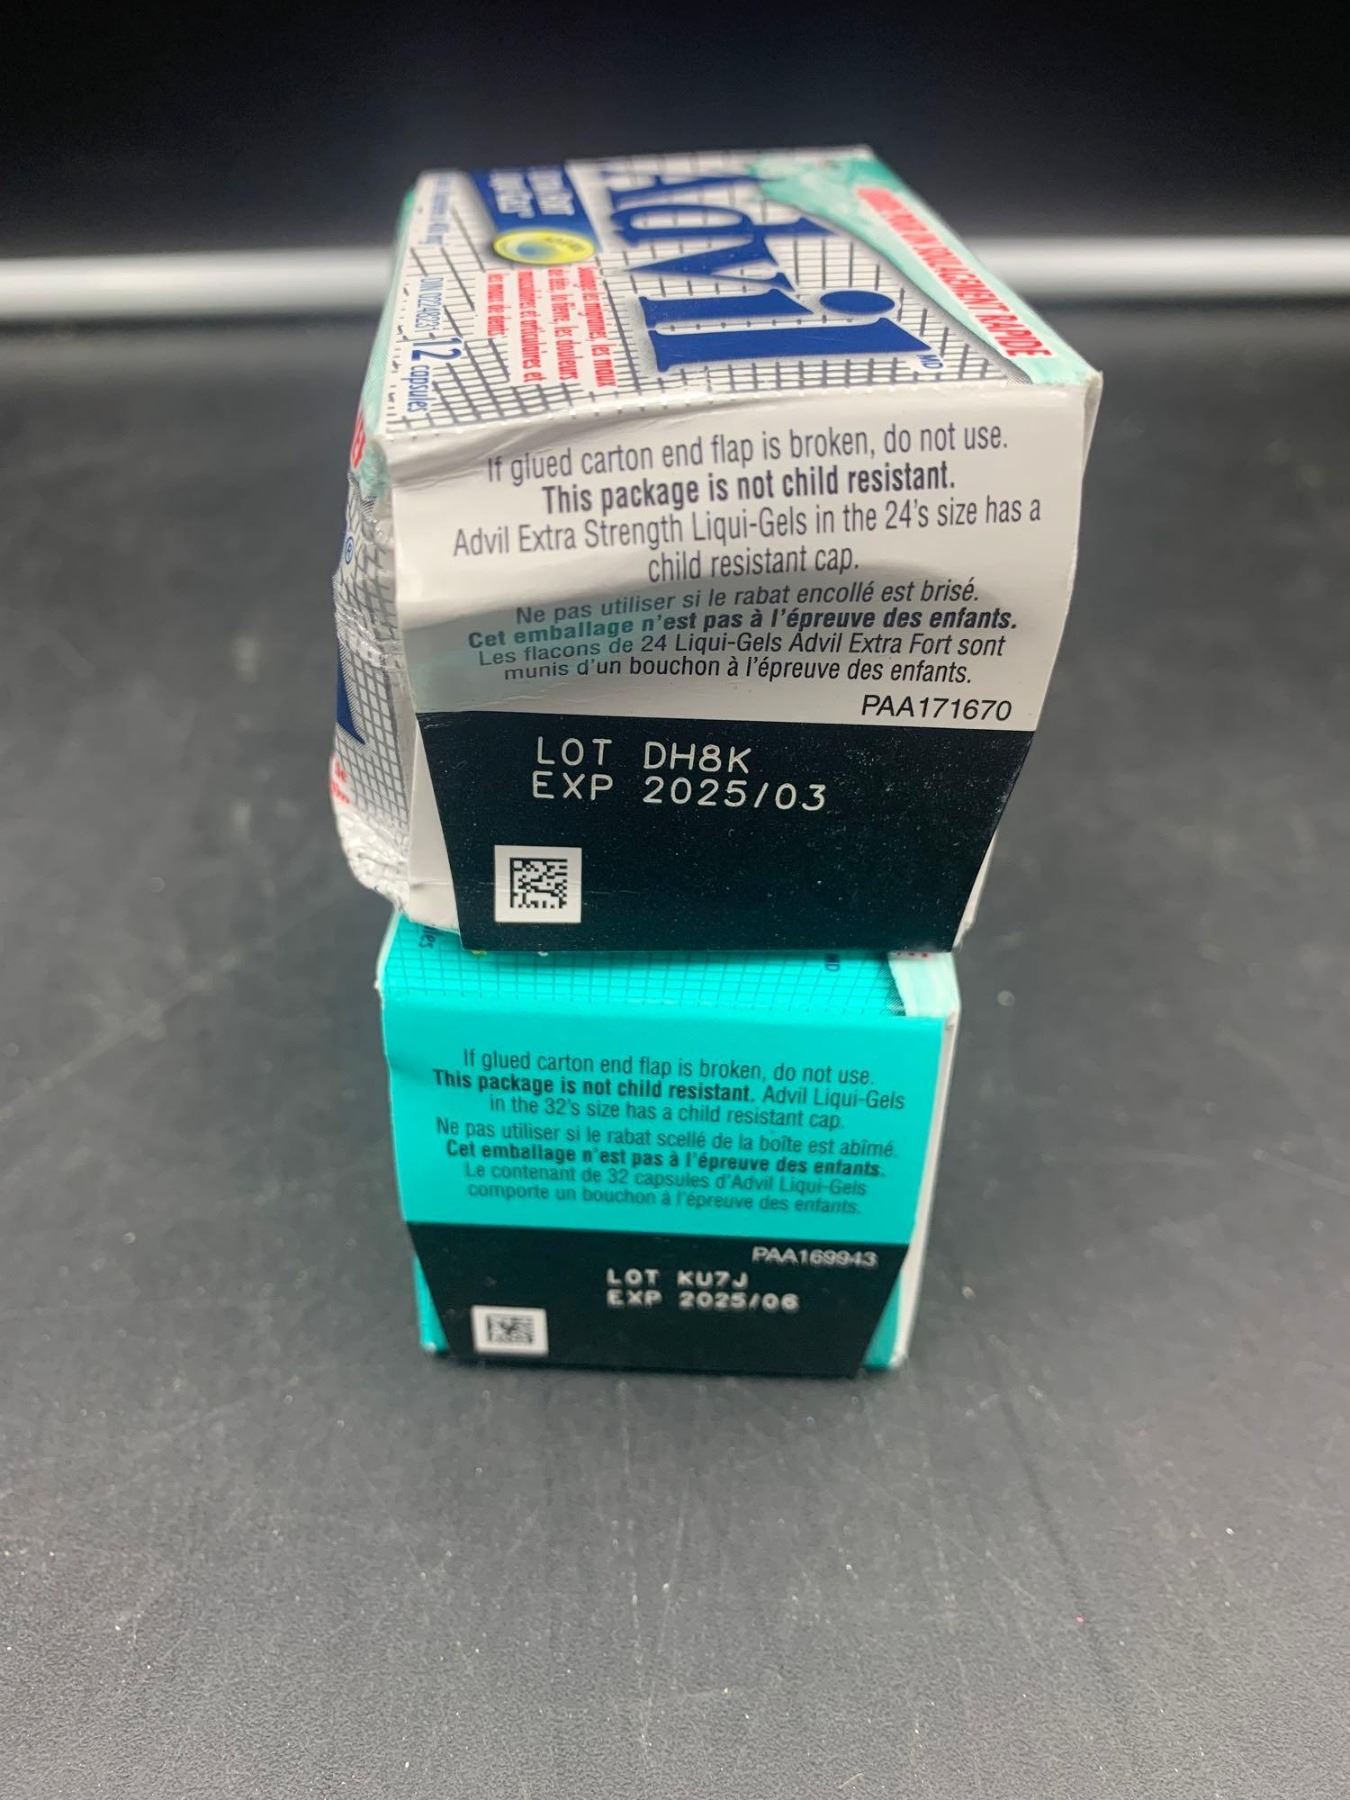 SOULAGEMENT RAPIDE
Advil MD
12 capsules
If glued carton end flap is broken, do not use.
This package is not child resistant.
Advil Extra Strength Liqui-Gels in the 24's size has a
child resistant cap.
Ne pas utiliser si le rabat encollé est brisé.
Cet emballage n'est pas à l'épreuve des enfants.
Les flacons de 24 Liqui-Gels Advil Extra Fort sont
munis d'un bouchon à l'épreuve des enfants.
PAA171670
LOT DH8K
EXP 2025/03
MD
If glued carton end flap is broken, do not use.
This package is not child resistant. Advil Liqui-Gels
in the 32's size has a child resistant cap.
Ne pas utiliser si le rabat scellé de la boîte est abîmé.
Cet emballage n'est pas à l'épreuve des enfants.
Le contenant de 32 capsules d'Advil Liqui-Gels
comporte un bouchon à l'épreuve des enfants.
PAA169943
LOT KU7J
EXP 2025/06